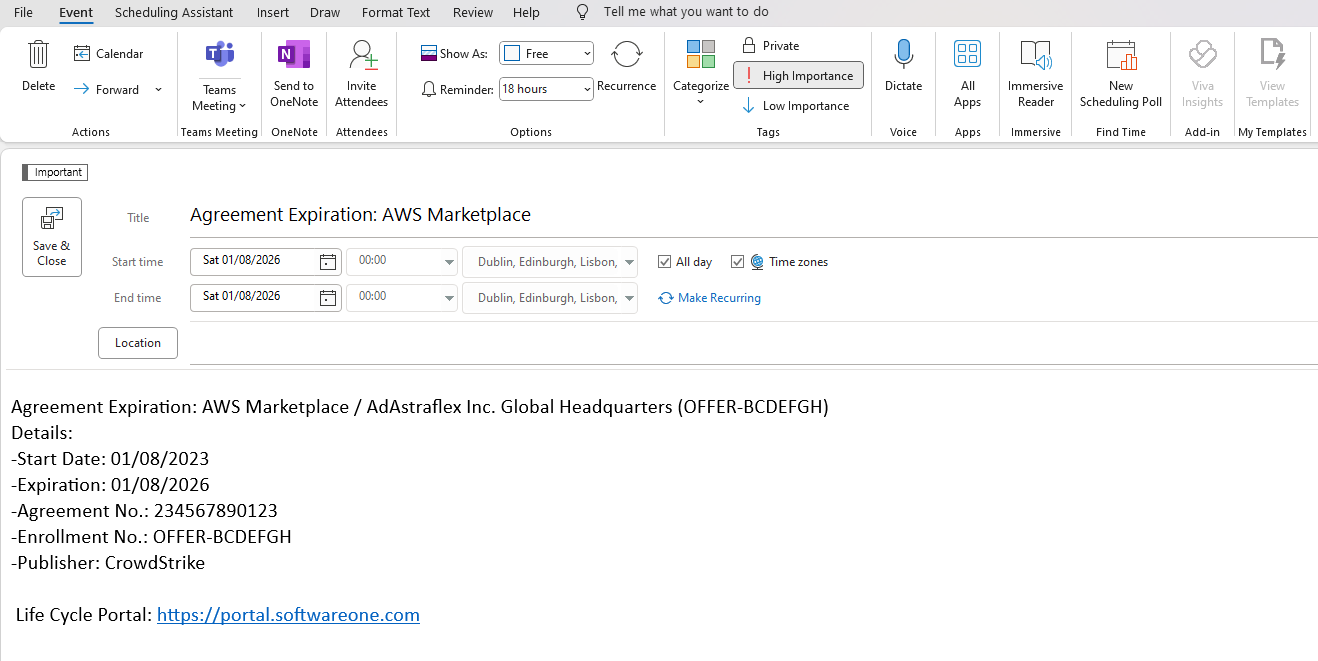 File Event Scheduling Assistant Insert Draw Format Text Review Help Tell me what you want to do
Delete
Calendar
Forward
Actions
Teams Meeting
Teams Meeting
Send to OneNote
OneNote
Invite Attendees
Attendees
Show As: Free
Reminder: 18 hours
Recurrence
Options
Categorize
Private
High Importance
Low Importance
Tags
Dictate
Voice
All Apps
Apps
Immersive Reader
Immersive
New Scheduling Poll
Find Time
Viva Insights
Add-in
View Templates
My Templates
Important
Save & Close
Title Agreement Expiration: AWS Marketplace
Start time Sat 01/08/2026 00:00 Dublin, Edinburgh, Lisbon, All day Time zones
End time Sat 01/08/2026 00:00 Dublin, Edinburgh, Lisbon, Make Recurring
Location
Agreement Expiration: AWS Marketplace / AdAstraflex Inc. Global Headquarters (OFFER-BCDEFGH)
Details:
-Start Date: 01/08/2023
-Expiration: 01/08/2026
-Agreement No.: 234567890123
-Enrollment No.: OFFER-BCDEFGH
-Publisher: CrowdStrike
Life Cycle Portal: https://portal.softwareone.com